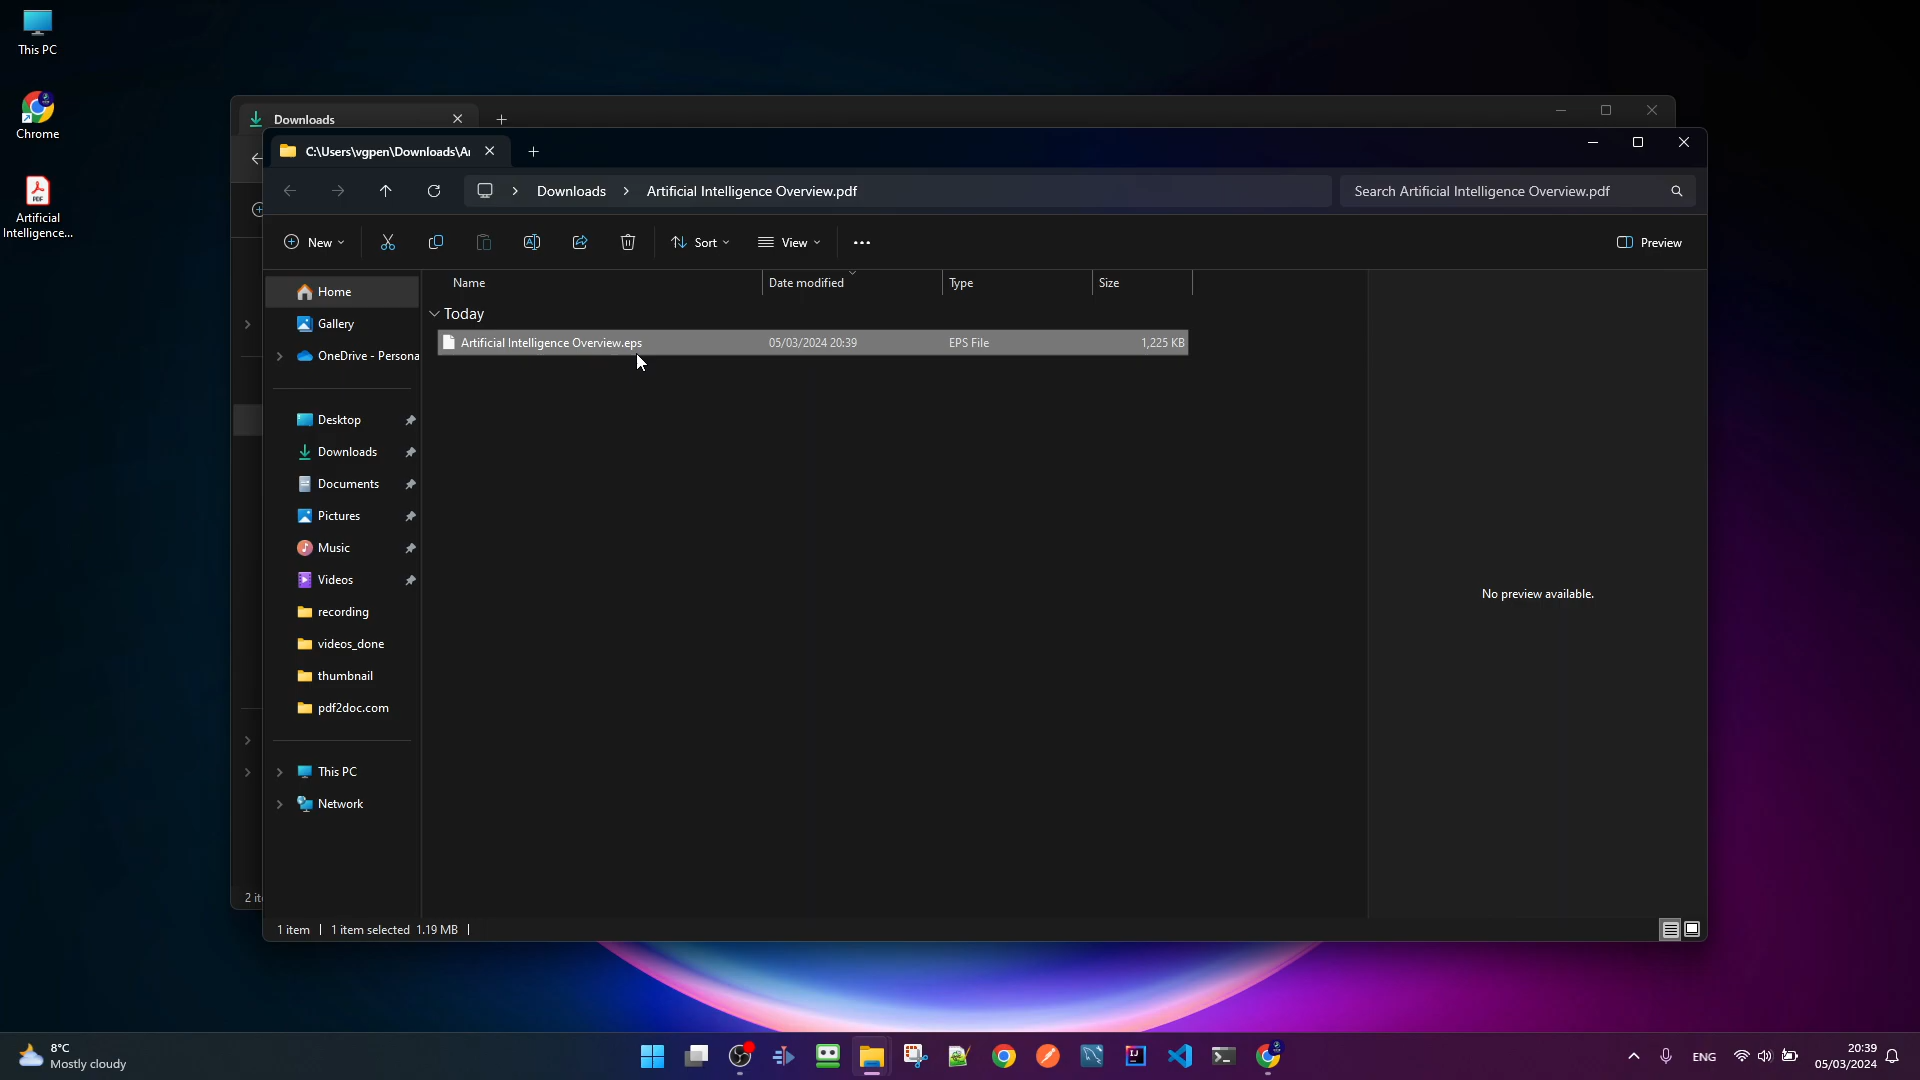 This PC
Chrome
Artificial
Intelligence...
Downloads
C:\Users\vgpen\Downloads\Ar
Downloads
Artificial Intelligence Overview.pdf
Search Artificial Intelligence Overview.pdf
New
Sort
View
Preview
Name
Date modified
Type
Size
Today
Artificial Intelligence Overview.eps
05/03/2024 20:39
EPS File
1,225 KB
Home
Gallery
OneDrive - Persona
Desktop
Downloads
Documents
Pictures
Music
Videos
recording
videos_done
thumbnail
pdf2doc.com
This PC
Network
No preview available.
2 it
1 item
1 item selected 1.19 MB
8°C
Mostly cloudy
ENG
20:39
05/03/2024